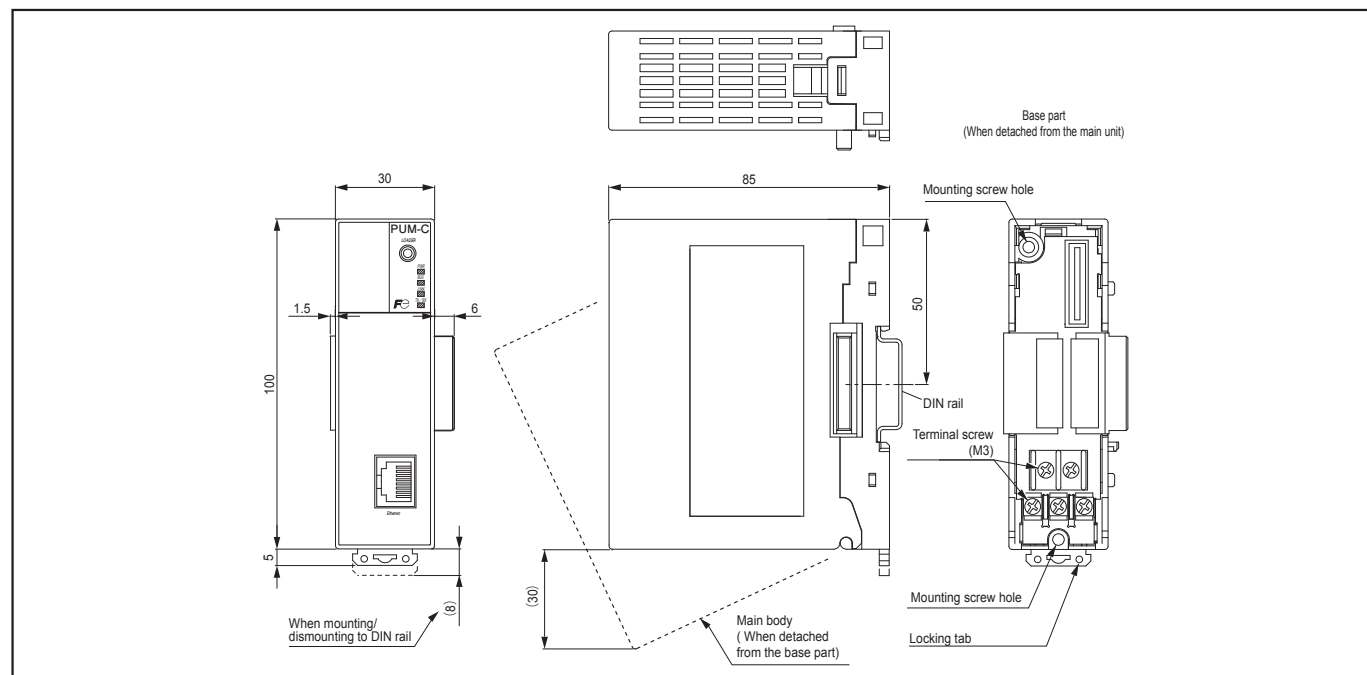 Base part
(When detached from the main unit)
30
85
Mounting screw hole
PUM-C
LOADER
PWR
1.5
6
50
100
DIN rail
Terminal screw
(M3)
Ethernet
5
(8)
(30)
When mounting/
dismounting to DIN rail
Main body
( When detached
from the base part)
Mounting screw hole
Locking tab